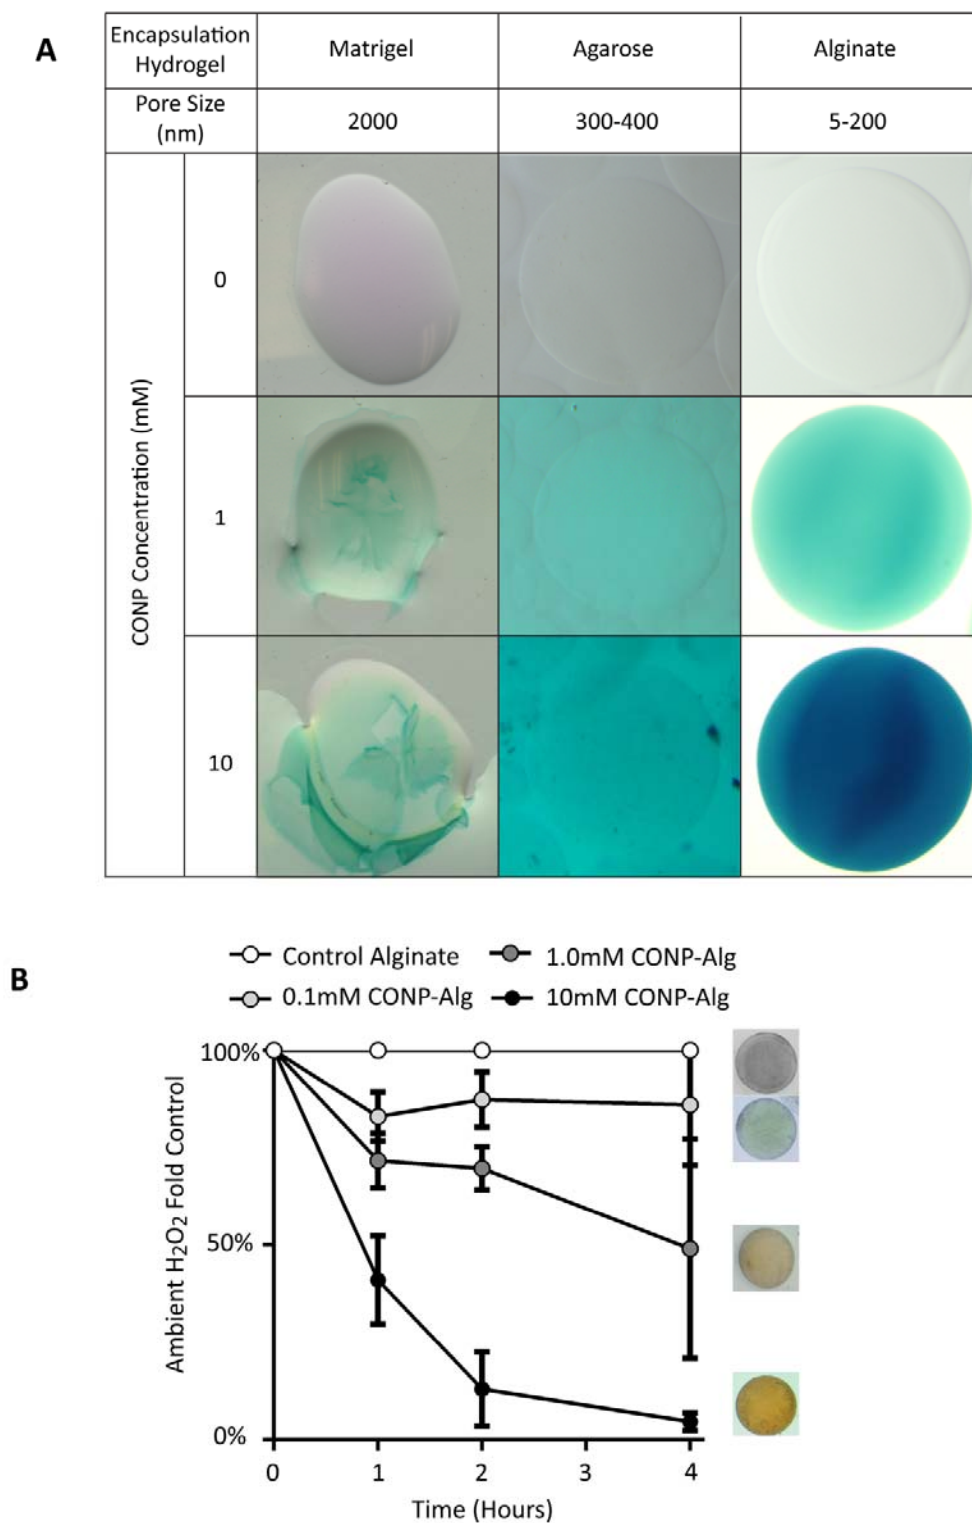 A
Encapsulation Hydrogel
Matrigel
Agarose
Alginate
Pore Size (nm)
2000
300-400
5-200
CONP Concentration (mM)
0
1
10
B
Control Alginate
1.0mM CONP-Alg
0.1mM CONP-Alg
10mM CONP-Alg
Ambient H₂O₂ Fold Control
100%
50%
0%
0 1 2 3 4
Time (Hours)